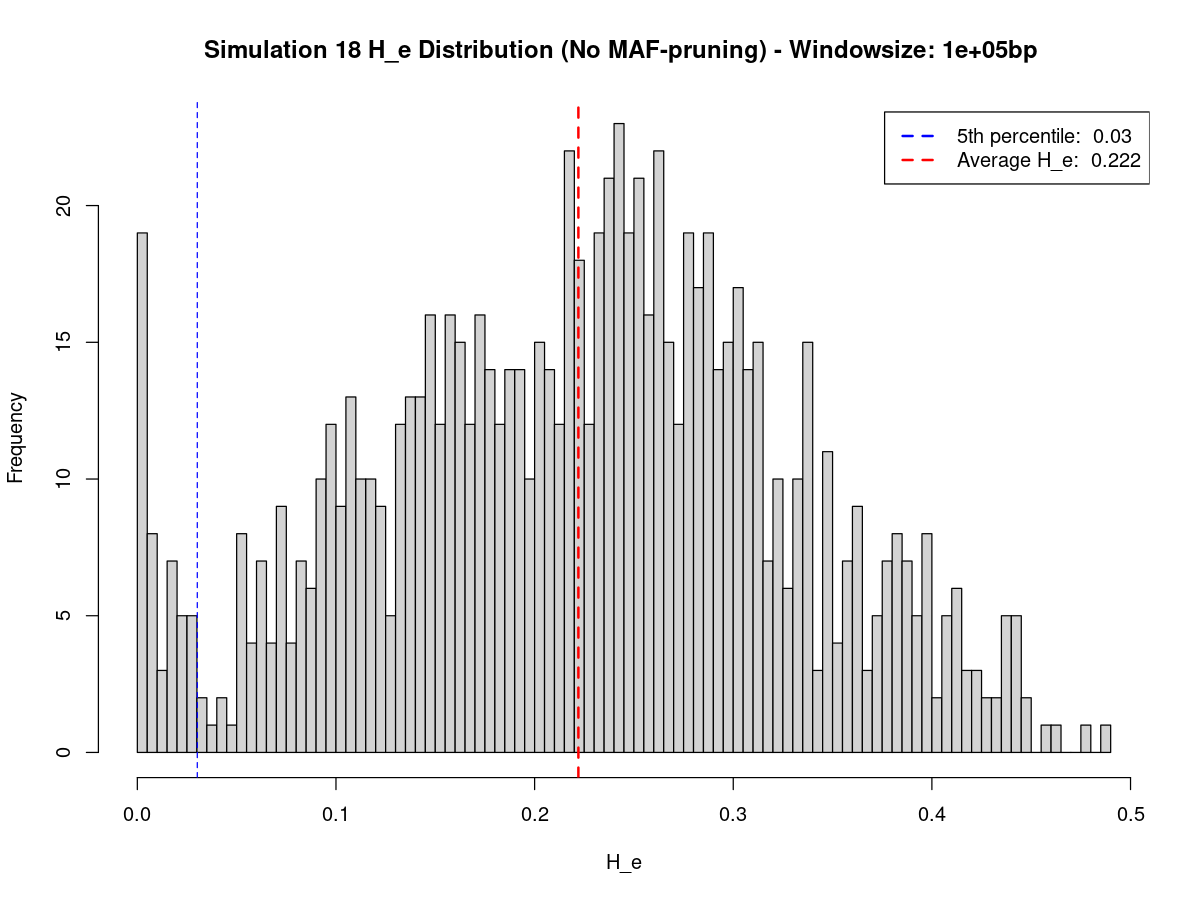 Simulation 18 H_e Distribution (No MAF-pruning) - Windowsize: 1e+05bp
5th percentile:  0.03
Average H_e:  0.222
20
15
10
5
0
Frequency
0.0 0.1 0.2 0.3 0.4 0.5
H_e